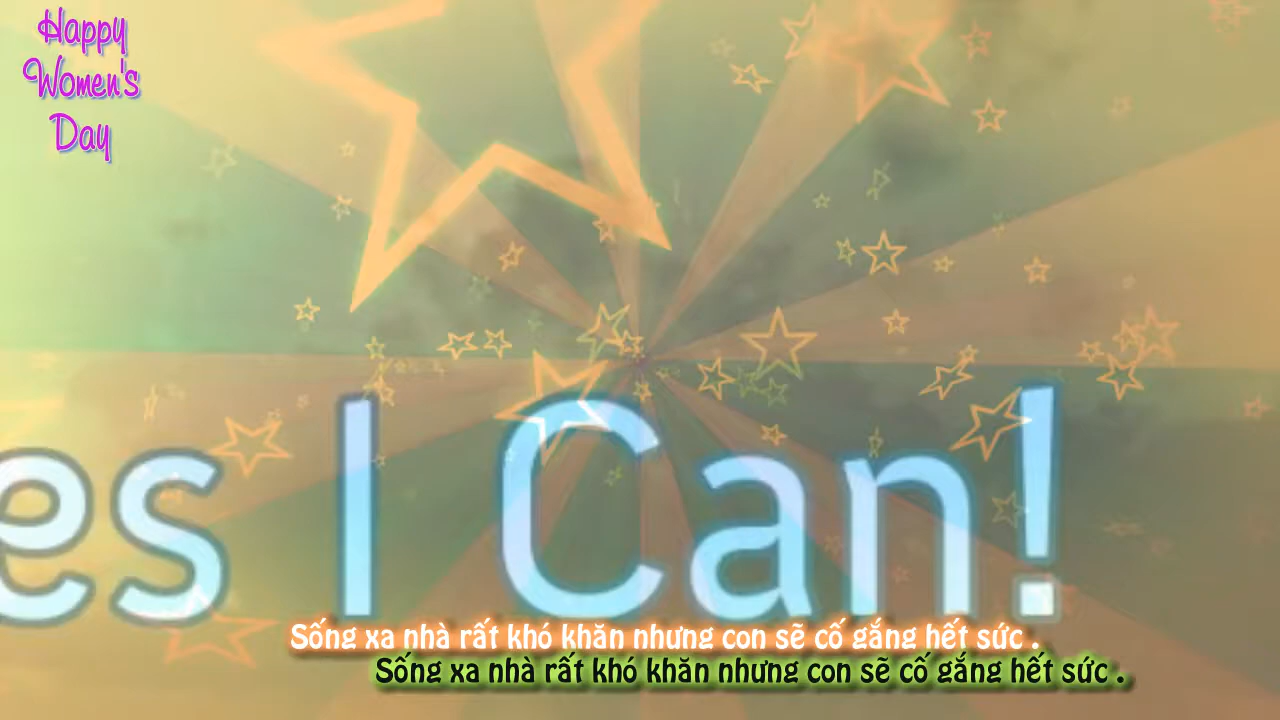 Happy
Women's
Day
es I Can!
Sống xa nhà rất khó khăn nhưng con sẽ cố gắng hết sức .
Sống xa nhà rất khó khăn nhưng con sẽ cố gắng hết sức .